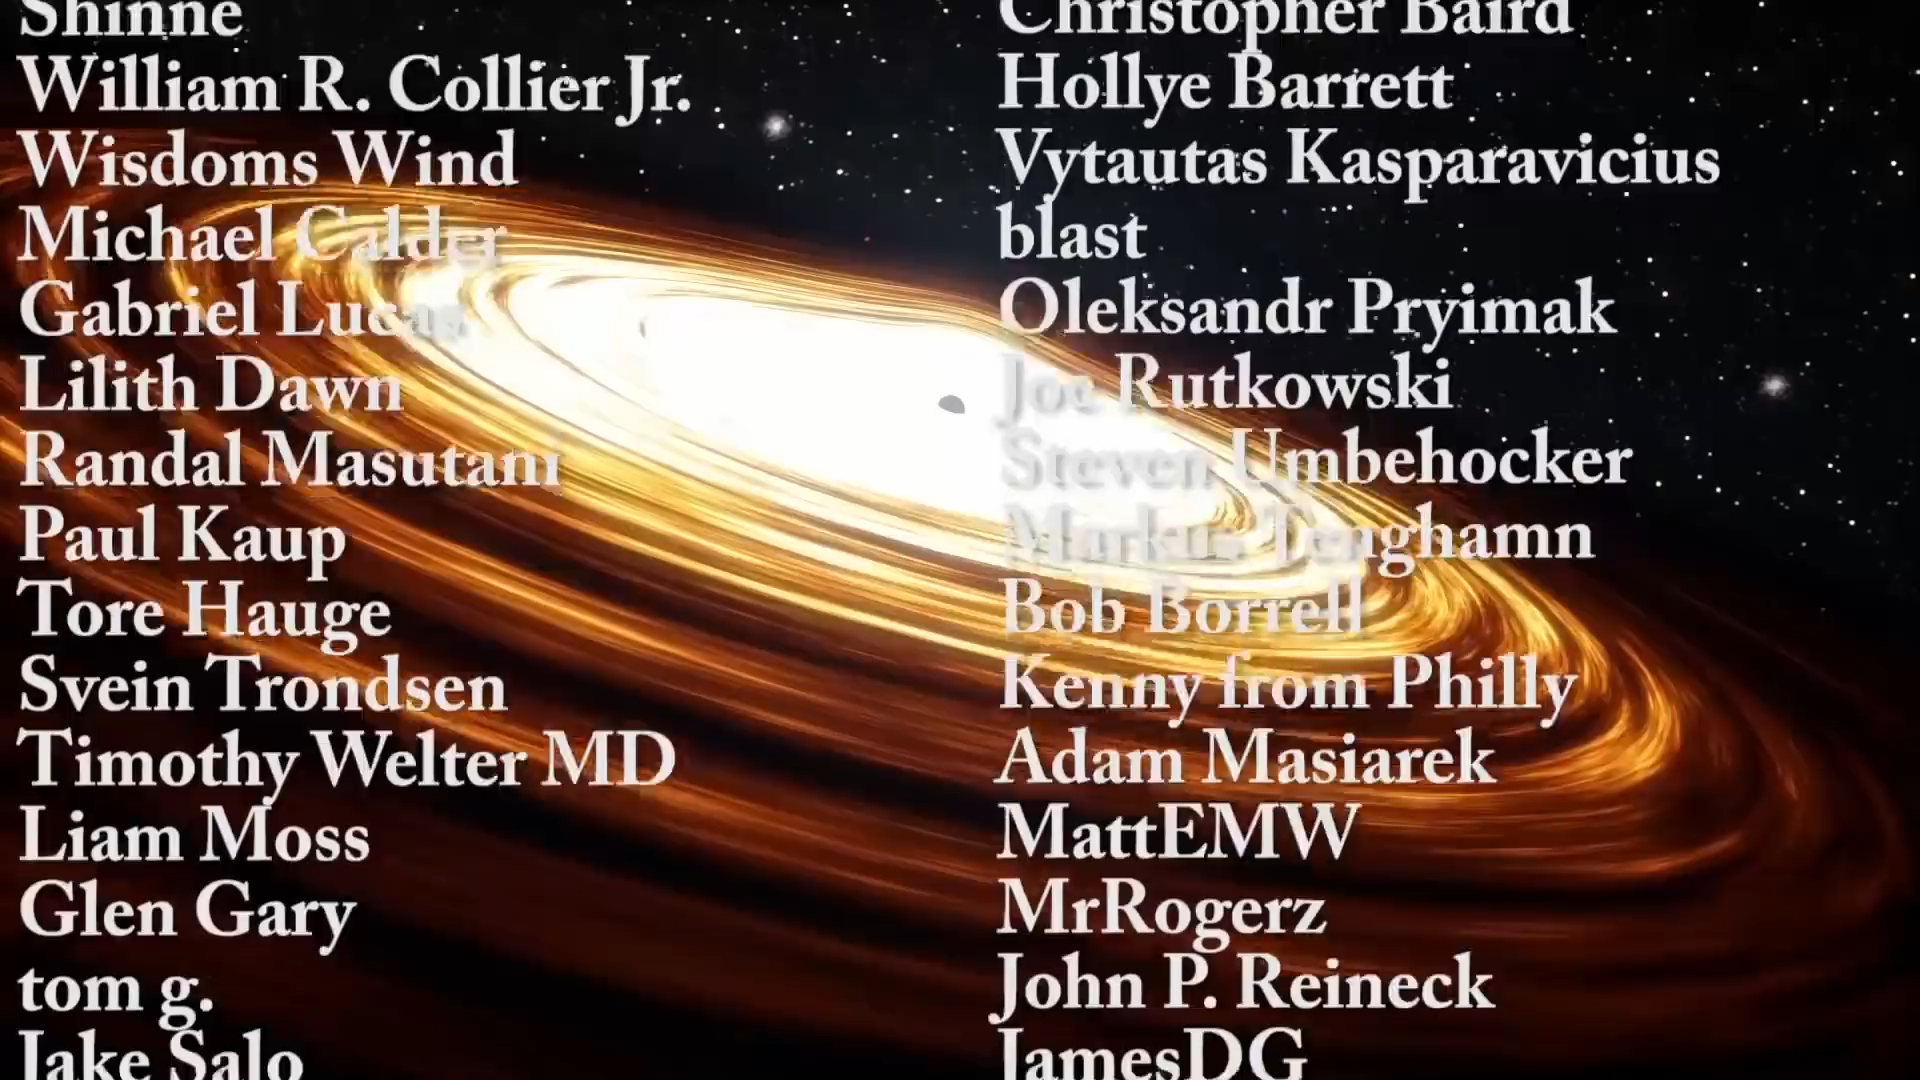 Shinne
William R. Collier Jr.
Wisdoms Wind
Michael Calder
Gabriel Lucas
Lilith Dawn
Randal Masutani
Paul Kaup
Tore Hauge
Svein Trondsen
Timothy Welter MD
Liam Moss
Glen Gary
tom g.
Jake Salo
Christopher Baird
Hollye Barrett
Vytautas Kasparavicius
blast
Oleksandr Pryimak
Joe Rutkowski
Steven Umbehocker
Markus Tenghamn
Bob Borrell
Kenny from Philly
Adam Masiarek
MattEMW
MrRogerz
John P. Reineck
JamesDG